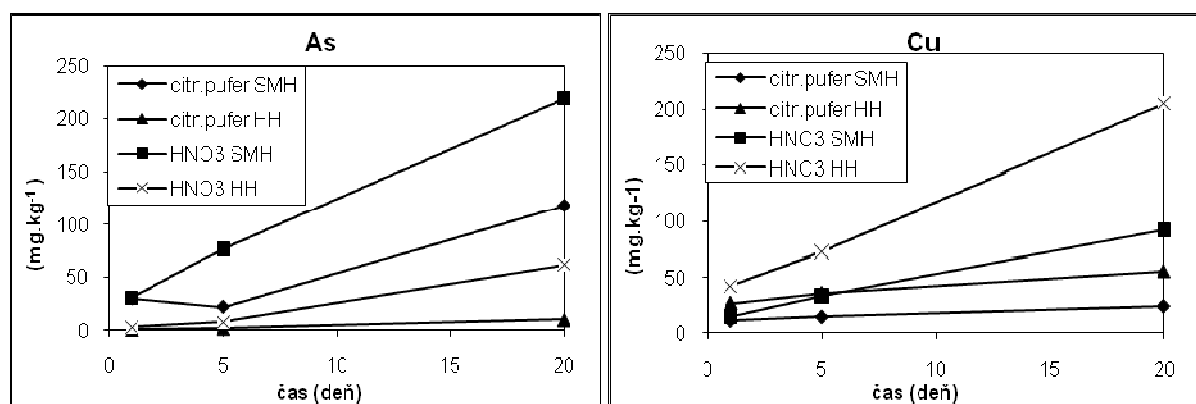 As
250
200
150
100
50
0
(mg.kg-1)
citr.pufer SMH
citr.pufer HH
HNO3 SMH
HNO3 HH
0 5 10 15 20
čas (deň)
Cu
250
200
150
100
50
0
(mg.kg-1)
citr.pufer SMH
citr.pufer HH
HNO3 SMH
HNO3 HH
0 5 10 15 20
čas (deň)